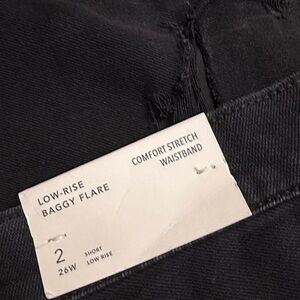 LOW-RISE
BAGGY FLARE
COMFORT STRETCH
WAISTBAND
2
26W
SHORT
LOW RISE